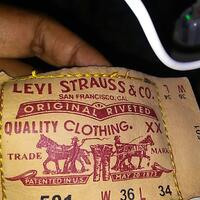 LEVI STRAUSS & CO.
SAN FRANCISCO, CAL.
ORIGINAL RIVETED
QUALITY CLOTHING. XX
TRADE MARK
PATENTED IN U.S. MAY 20 1873
501 W 36 L 34